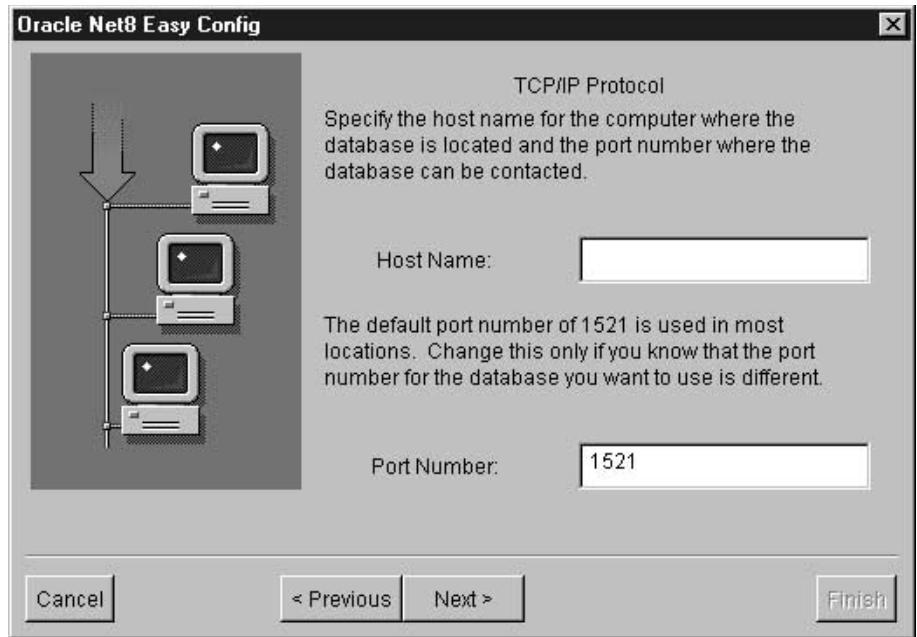 Oracle Net8 Easy Config
TCP/IP Protocol
Specify the host name for the computer where the
database is located and the port number where the
database can be contacted.
Host Name:
The default port number of 1521 is used in most
locations.  Change this only if you know that the port
number for the database you want to use is different.
Port Number: 1521
Cancel < Previous Next > Finish